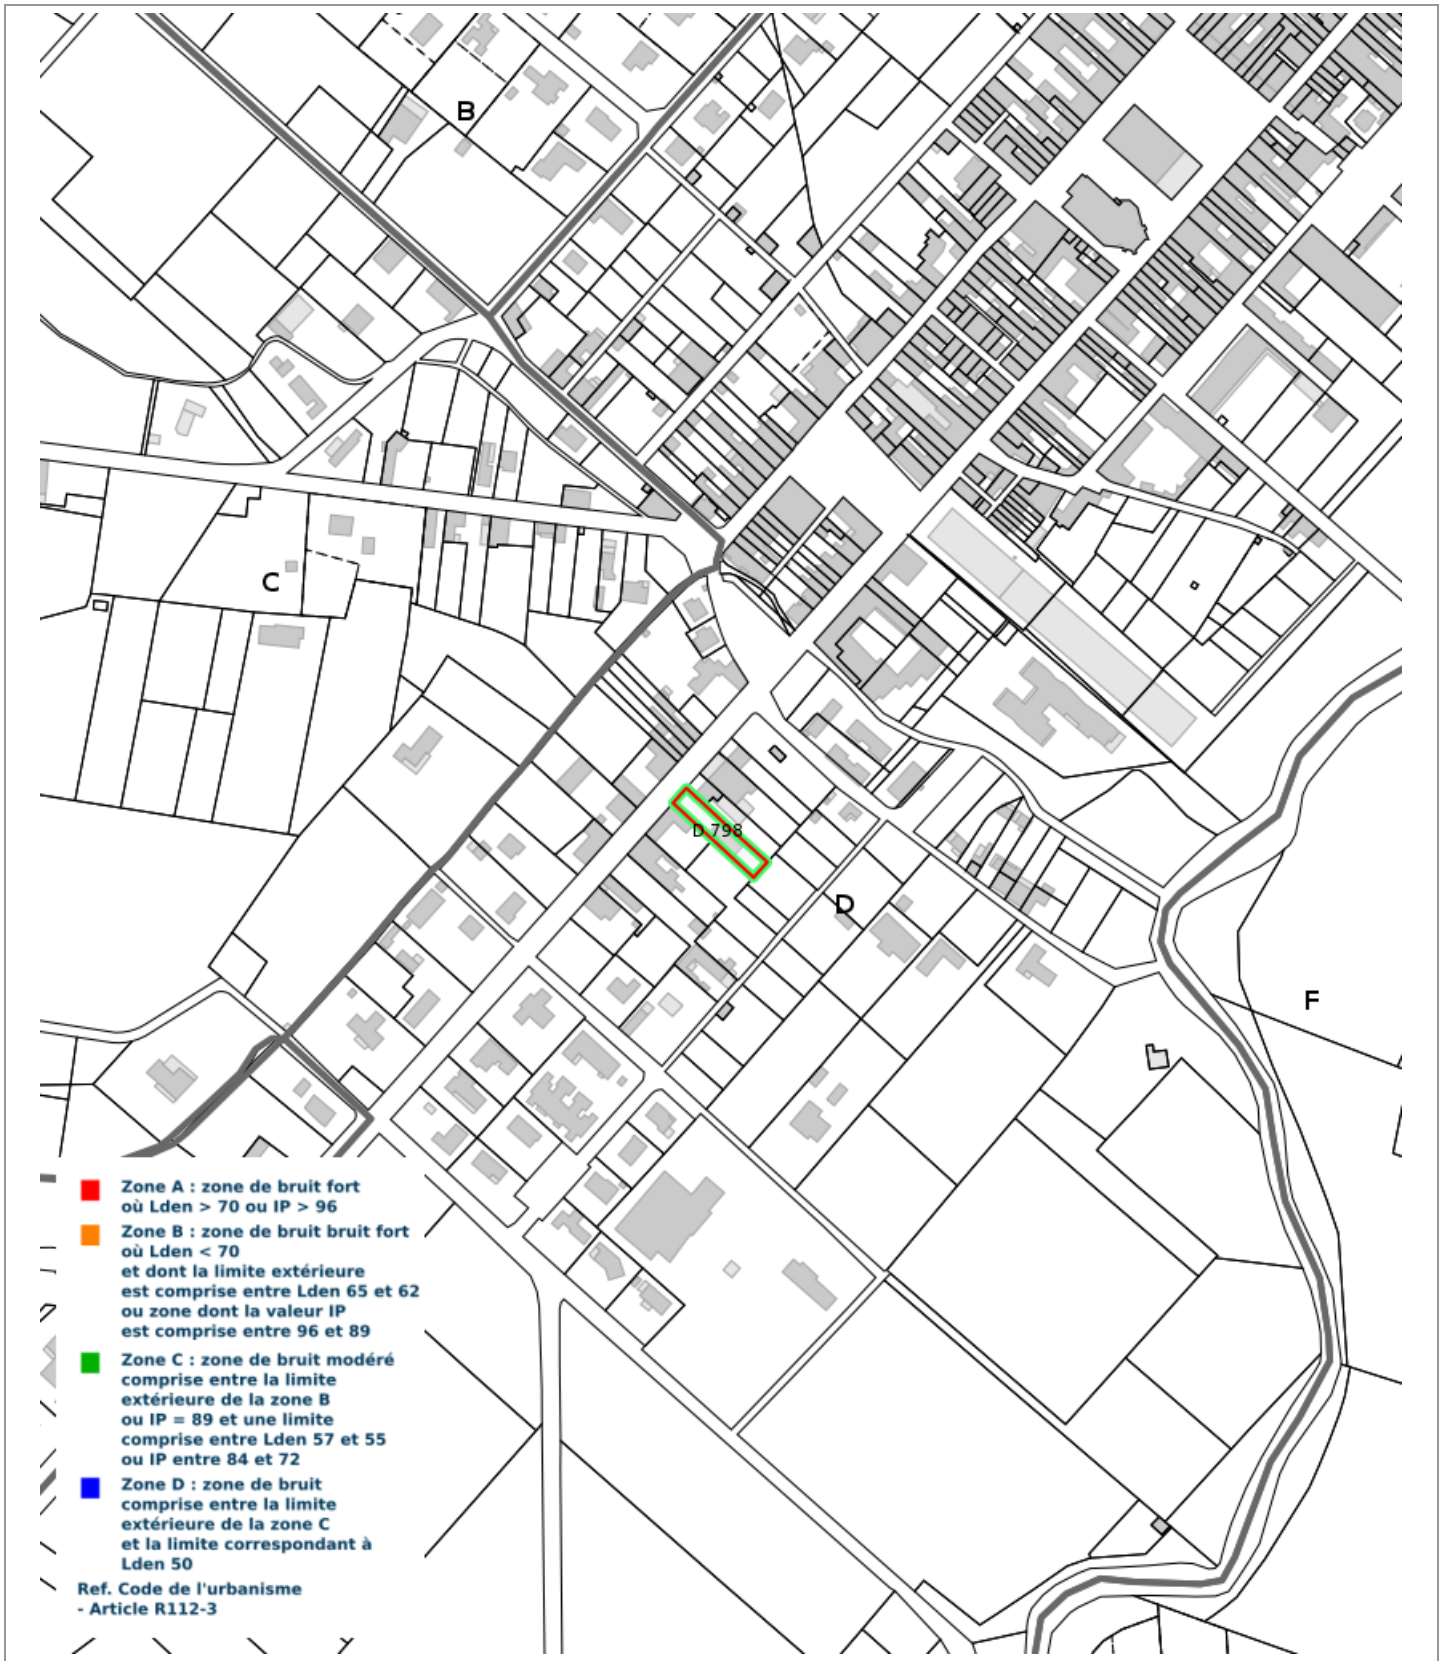 B
C
D 798
D
F
Zone A : zone de bruit fort
où Lden > 70 ou IP > 96
Zone B : zone de bruit bruit fort
où Lden < 70
et dont la limite extérieure
est comprise entre Lden 65 et 62
ou zone dont la valeur IP
est comprise entre 96 et 89
Zone C : zone de bruit modéré
comprise entre la limite
extérieure de la zone B
ou IP = 89 et une limite
comprise entre Lden 57 et 55
ou IP entre 84 et 72
Zone D : zone de bruit
comprise entre la limite
extérieure de la zone C
et la limite correspondant à
Lden 50
Ref. Code de l'urbanisme
- Article R112-3